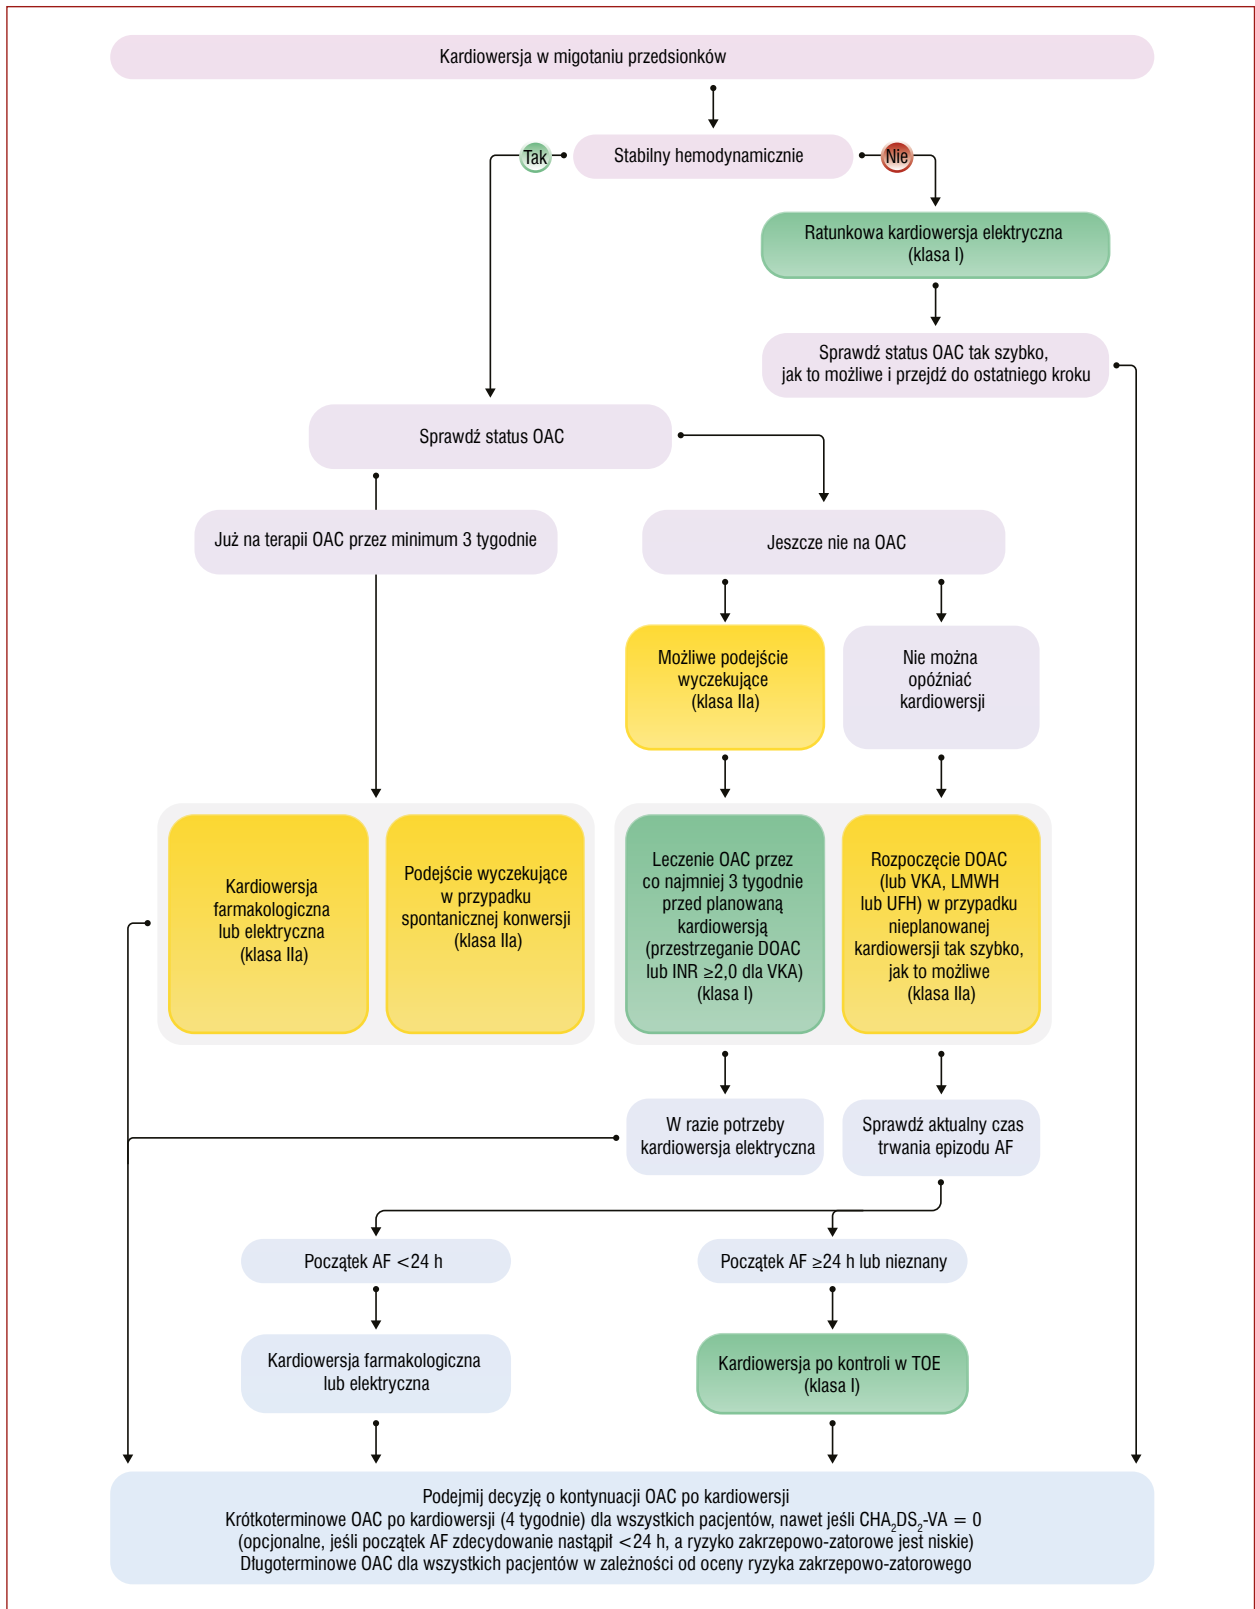 Kardiowersja w migotaniu przedsionków
Tak
Stabilny hemodynamicznie
Nie
Ratunkowa kardiowersja elektryczna
(klasa I)
Sprawdź status OAC tak szybko,
jak to możliwe i przejdź do ostatniego kroku
Sprawdź status OAC
Już na terapii OAC przez minimum 3 tygodnie
Jeszcze nie na OAC
Możliwe podejście
wyczekujące
(klasa IIa)
Nie można
opóźniać
kardiowersji
Kardiowersja
farmakologiczna
lub elektryczna
(klasa IIa)
Podejście wyczekujące
w przypadku
spontanicznej konwersji
(klasa IIa)
Leczenie OAC przez
co najmniej 3 tygodnie
przed planowaną
kardiowersją
(przestrzeganie DOAC
lub INR ≥2,0 dla VKA)
(klasa I)
Rozpoczęcie DOAC
(lub VKA, LMWH
lub UFH) w przypadku
nieplanowanej
kardiowersji tak szybko,
jak to możliwe
(klasa IIa)
W razie potrzeby
kardiowersja elektryczna
Sprawdź aktualny czas
trwania epizodu AF
Początek AF <24 h
Początek AF ≥24 h lub nieznany
Kardiowersja farmakologiczna
lub elektryczna
Kardiowersja po kontroli w TOE
(klasa I)
Podejmij decyzję o kontynuacji OAC po kardiowersji
Krótkoterminowe OAC po kardiowersji (4 tygodnie) dla wszystkich pacjentów, nawet jeśli CHA₂DS₂-VA = 0
(opcjonalne, jeśli początek AF zdecydowanie nastąpił <24 h, a ryzyko zakrzepowo-zatorowe jest niskie)
Długoterminowe OAC dla wszystkich pacjentów w zależności od oceny ryzyka zakrzepowo-zatorowego